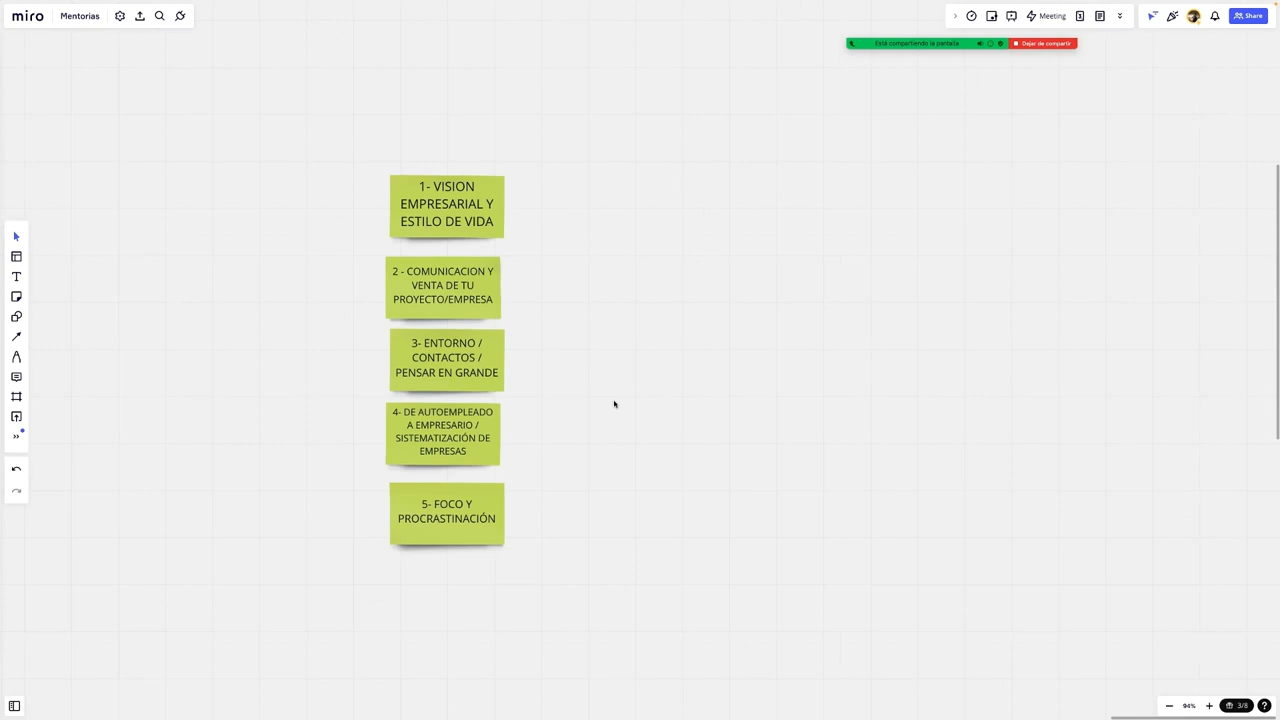 miro
Mentorias
Meeting
Share
Está compartiendo la pantalla
Dejar de compartir
1- VISION
EMPRESARIAL Y
ESTILO DE VIDA
2 - COMUNICACION Y
VENTA DE TU
PROYECTO/EMPRESA
3- ENTORNO /
CONTACTOS /
PENSAR EN GRANDE
4- DE AUTOEMPLEADO
A EMPRESARIO /
SISTEMATIZACIÓN DE
EMPRESAS
5- FOCO Y
PROCRASTINACIÓN
94%
3/8